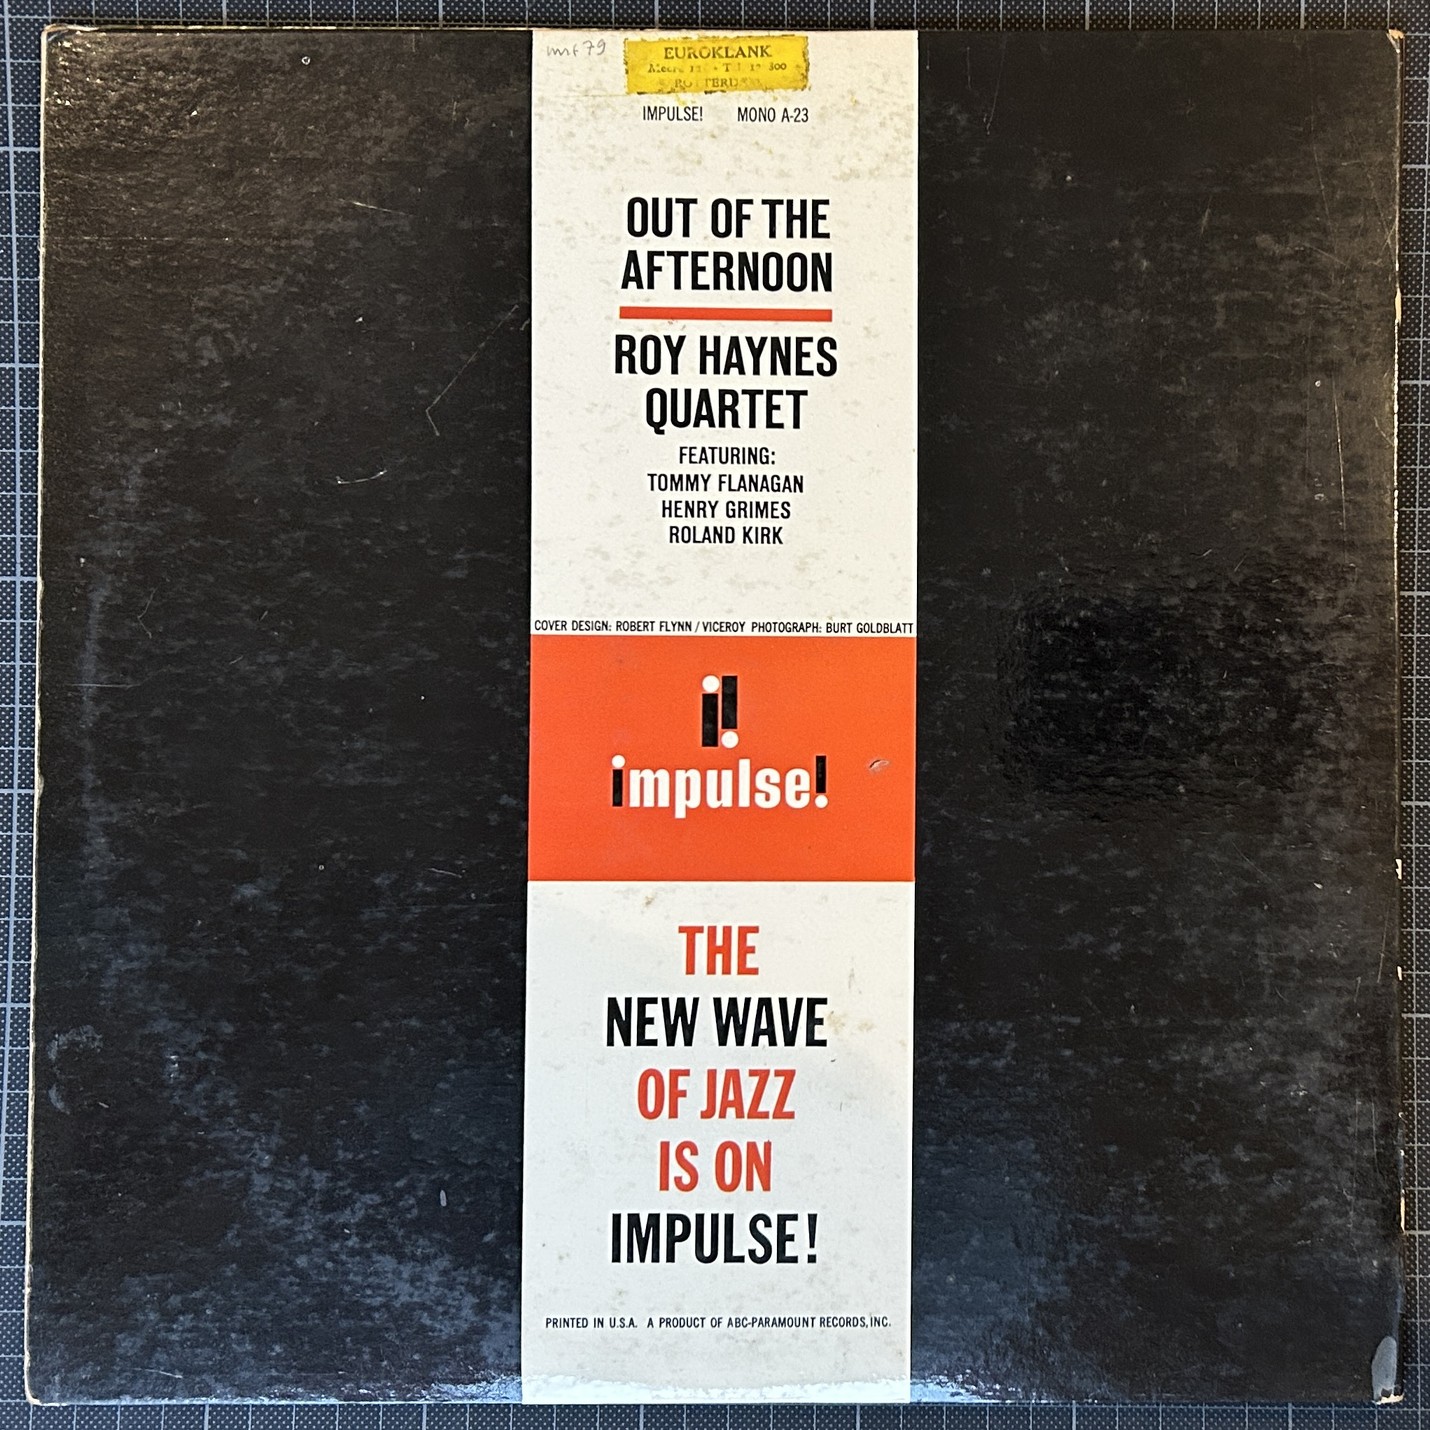 79
EUROKLANK
IMPULSE! MONO A-23
OUT OF THE
AFTERNOON
ROY HAYNES
QUARTET
FEATURING:
TOMMY FLANAGAN
HENRY GRIMES
ROLAND KIRK
COVER DESIGN: ROBERT FLYNN / VICEROY PHOTOGRAPH: BURT GOLDBLATT
i!
impulse!
THE
NEW WAVE
OF JAZZ
IS ON
IMPULSE!
PRINTED IN U.S.A. A PRODUCT OF ABC-PARAMOUNT RECORDS, INC.